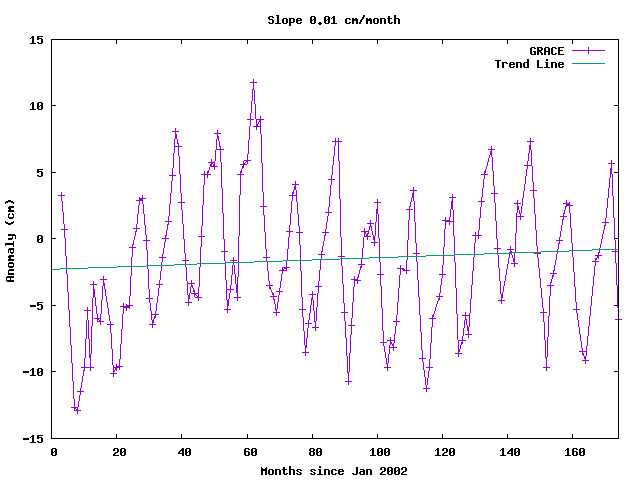 Slope 0.01 cm/month
15
10
5
0
-5
-10
-15
Anomaly (cm)
GRACE
Trend Line
0 20 40 60 80 100 120 140 160
Months since Jan 2002